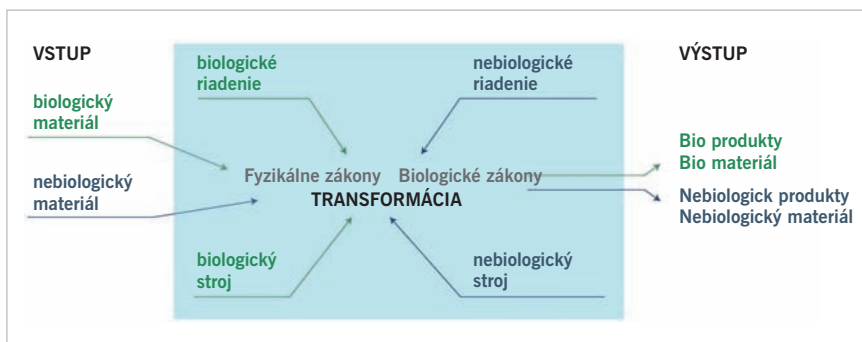 VSTUP
biologický
materiál
nebiologický
materiál
biologické
riadenie
nebiologické
riadenie
Fyzikálne zákony Biologické zákony
TRANSFORMÁCIA
biologický
stroj
nebiologický
stroj
VÝSTUP
Bio produkty
Bio materiál
Nebiologick produkty
Nebiologický materiál